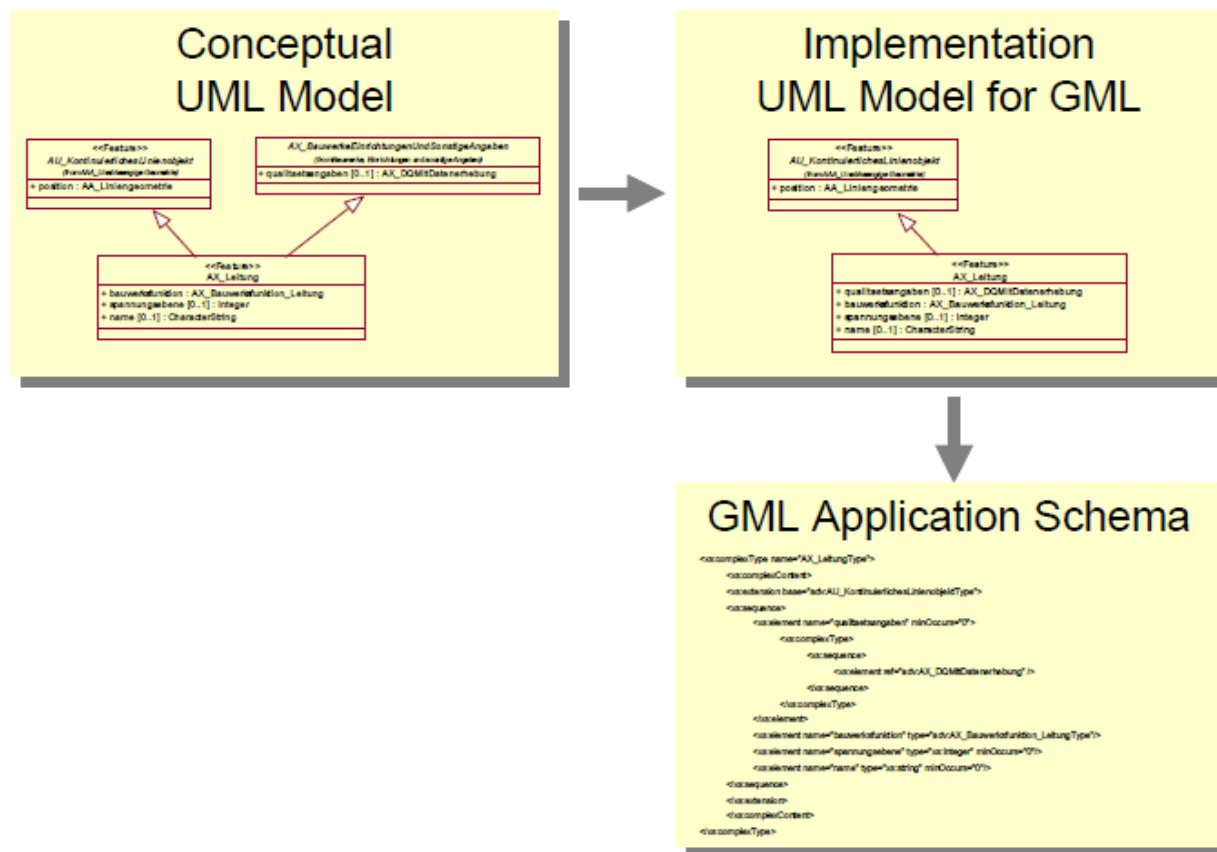 Conceptual
UML Model
<<Feature>>
AU_KontinuierlichesLinienobjekt
+ position : AA_Liniengeometrie
AX_BauwerkeEinrichtungenUndSonstigeAngaben
+ qualitaetsangaben [0..1] : AX_DQMitDatenerhebung
<<Feature>>
AX_Leitung
+ bauwerksfunktion : AX_Bauwerksfunktion_Leitung
+ spannungsebene [0..1] : Integer
+ name [0..1] : CharacterString
Implementation
UML Model for GML
<<Feature>>
AU_KontinuierlichesLinienobjekt
+ position : AA_Liniengeometrie
<<Feature>>
AX_Leitung
+ qualitaetsangaben [0..1] : AX_DQMitDatenerhebung
+ bauwerksfunktion : AX_Bauwerksfunktion_Leitung
+ spannungsebene [0..1] : Integer
+ name [0..1] : CharacterString
GML Application Schema
<xs:complexType name="AX_LeitungType">
<xs:complexContent>
<xs:extension base="adv:AU_KontinuierlichesLinienobjektType">
<xs:sequence>
<xs:element name="qualitaetsangaben" minOccurs="0">
<xs:complexType>
<xs:sequence>
<xs:element ref="adv:AX_DQMitDatenerhebung" />
</xs:sequence>
</xs:complexType>
</xs:element>
<xs:element name="bauwerksfunktion" type="adv:AX_Bauwerksfunktion_LeitungType"/>
<xs:element name="spannungsebene" type="xs:integer" minOccurs="0"/>
<xs:element name="name" type="xs:string" minOccurs="0"/>
</xs:sequence>
</xs:extension>
</xs:complexContent>
</xs:complexType>